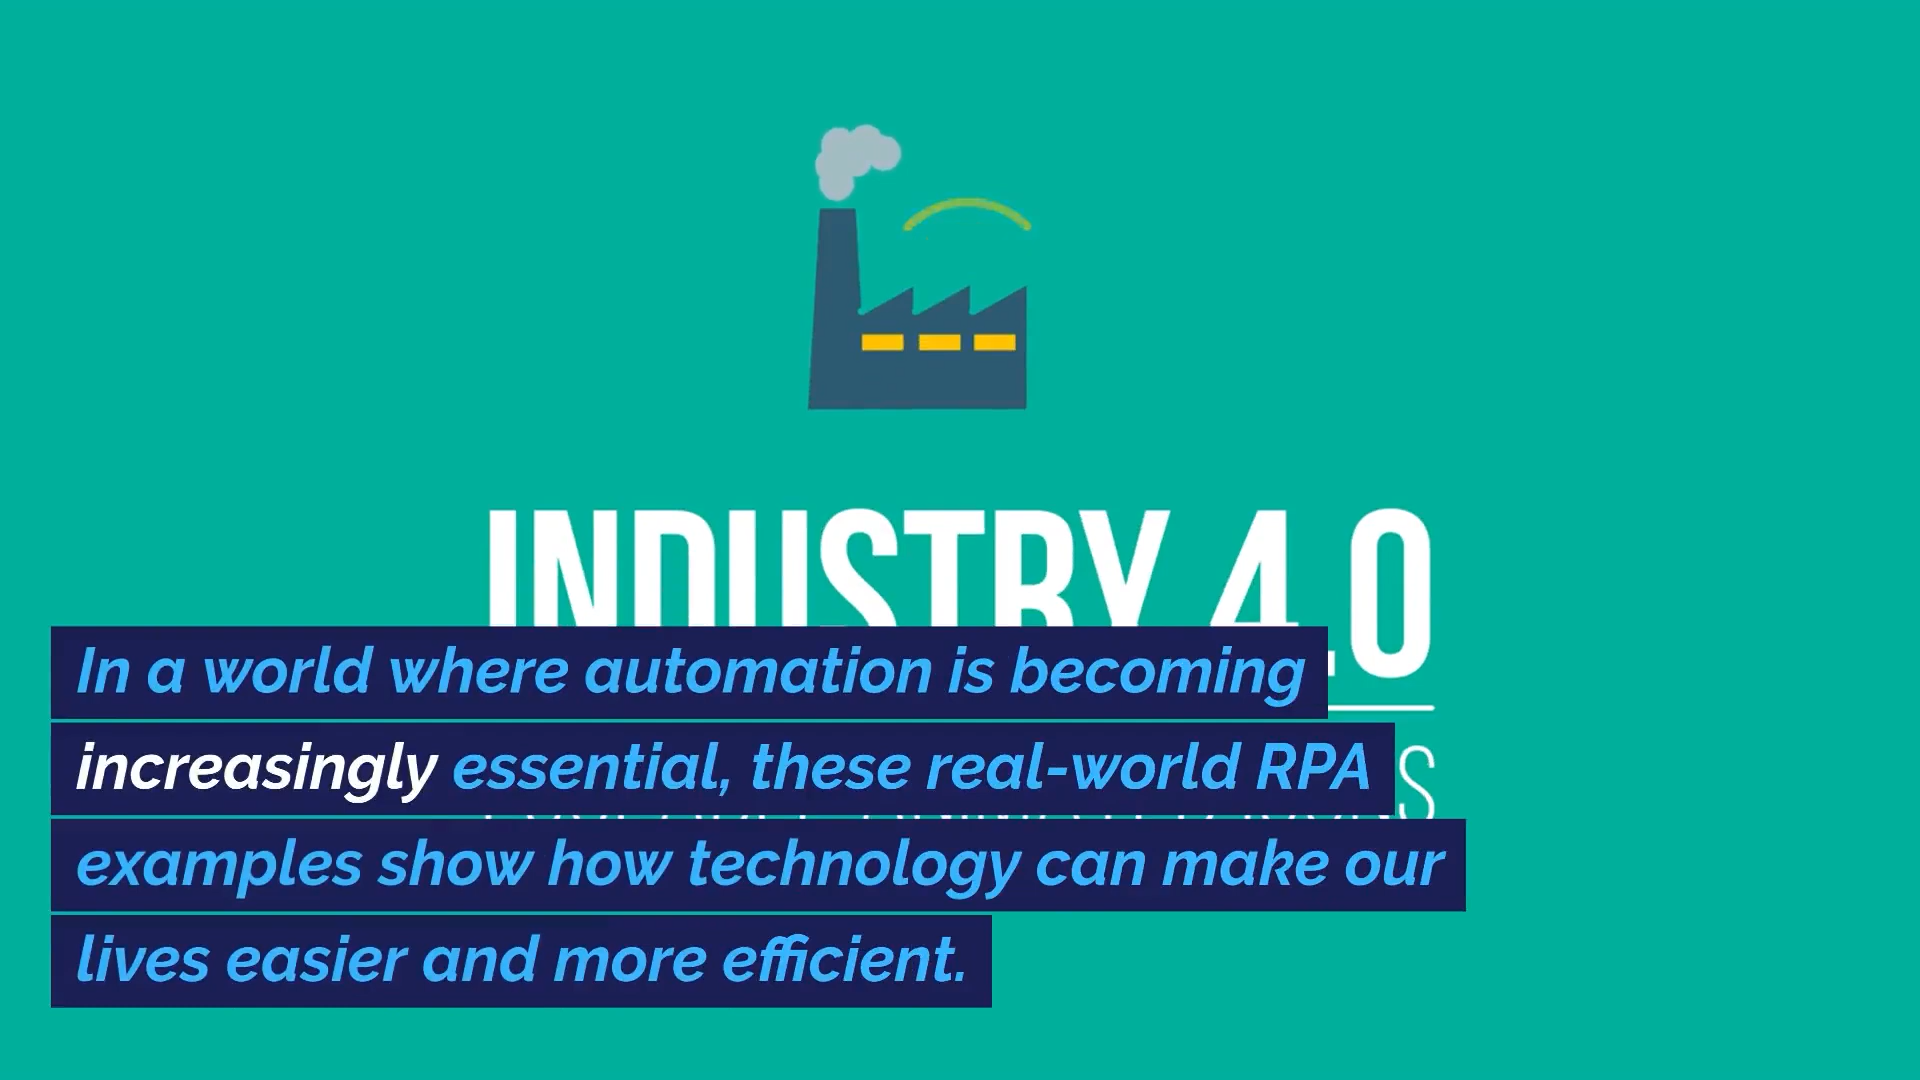 INDUSTRY 4.0
In a world where automation is becoming
increasingly essential, these real-world RPA
examples show how technology can make our
lives easier and more efficient.